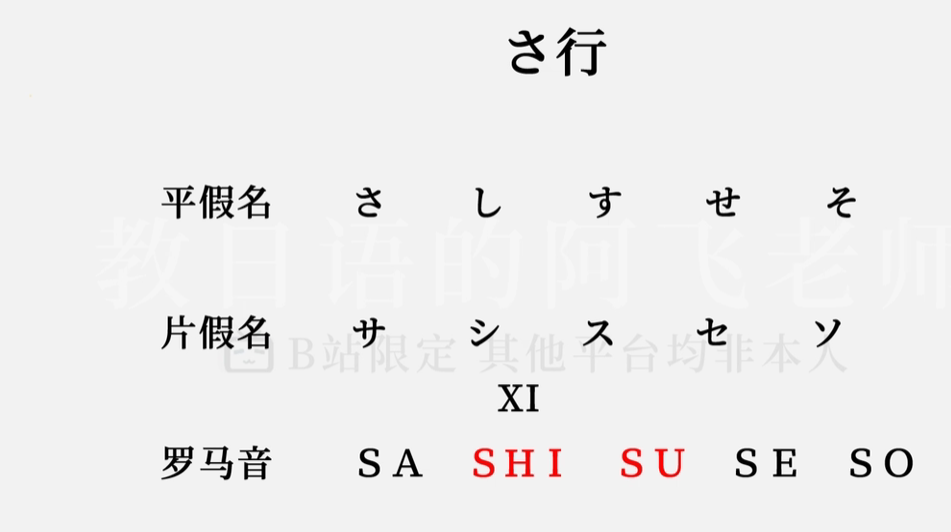 さ行
平假名 さ し す せ そ
教日语的阿飞老师
片假名 サ シ ス セ ソ
B站限定 其他平台均非本人
XI
罗马音 SA SHI SU SE SO